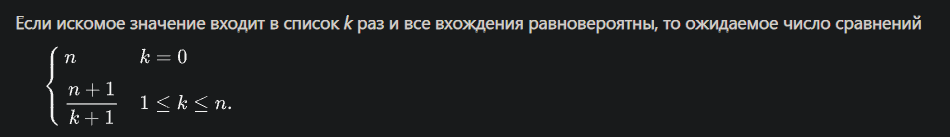 Если искомое значение входит в список k раз и все вхождения равновероятны, то ожидаемое число сравнений
n k = 0
n + 1
k + 1
1 ≤ k ≤ n.